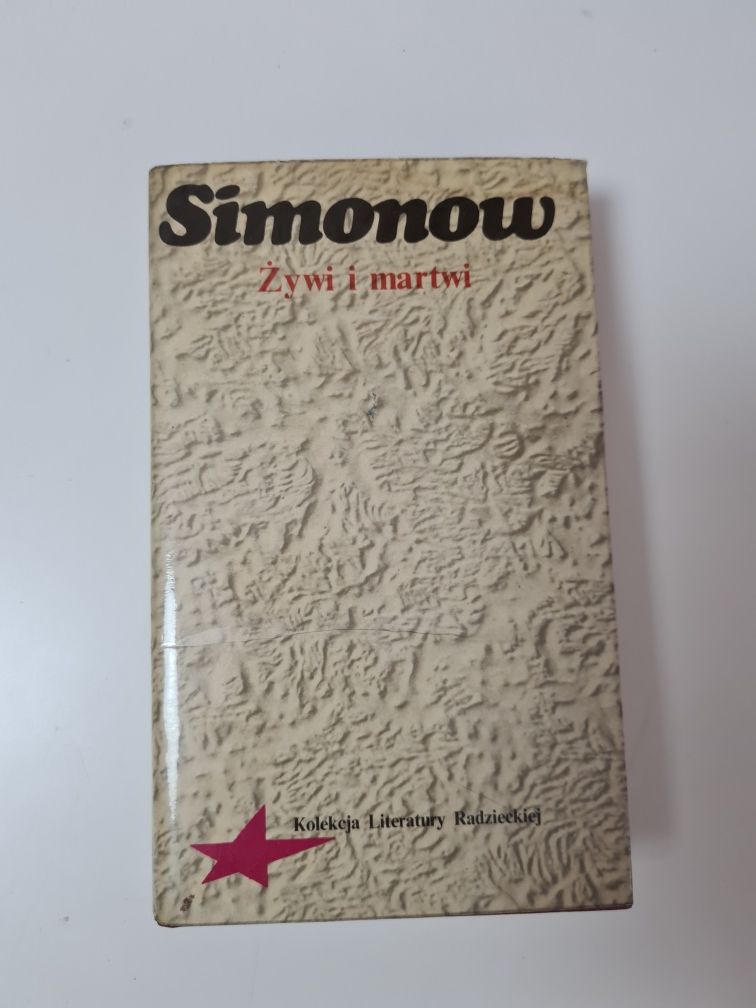 Simonow
Żywi i martwi
Kolekcja Literatury Radzieckiej